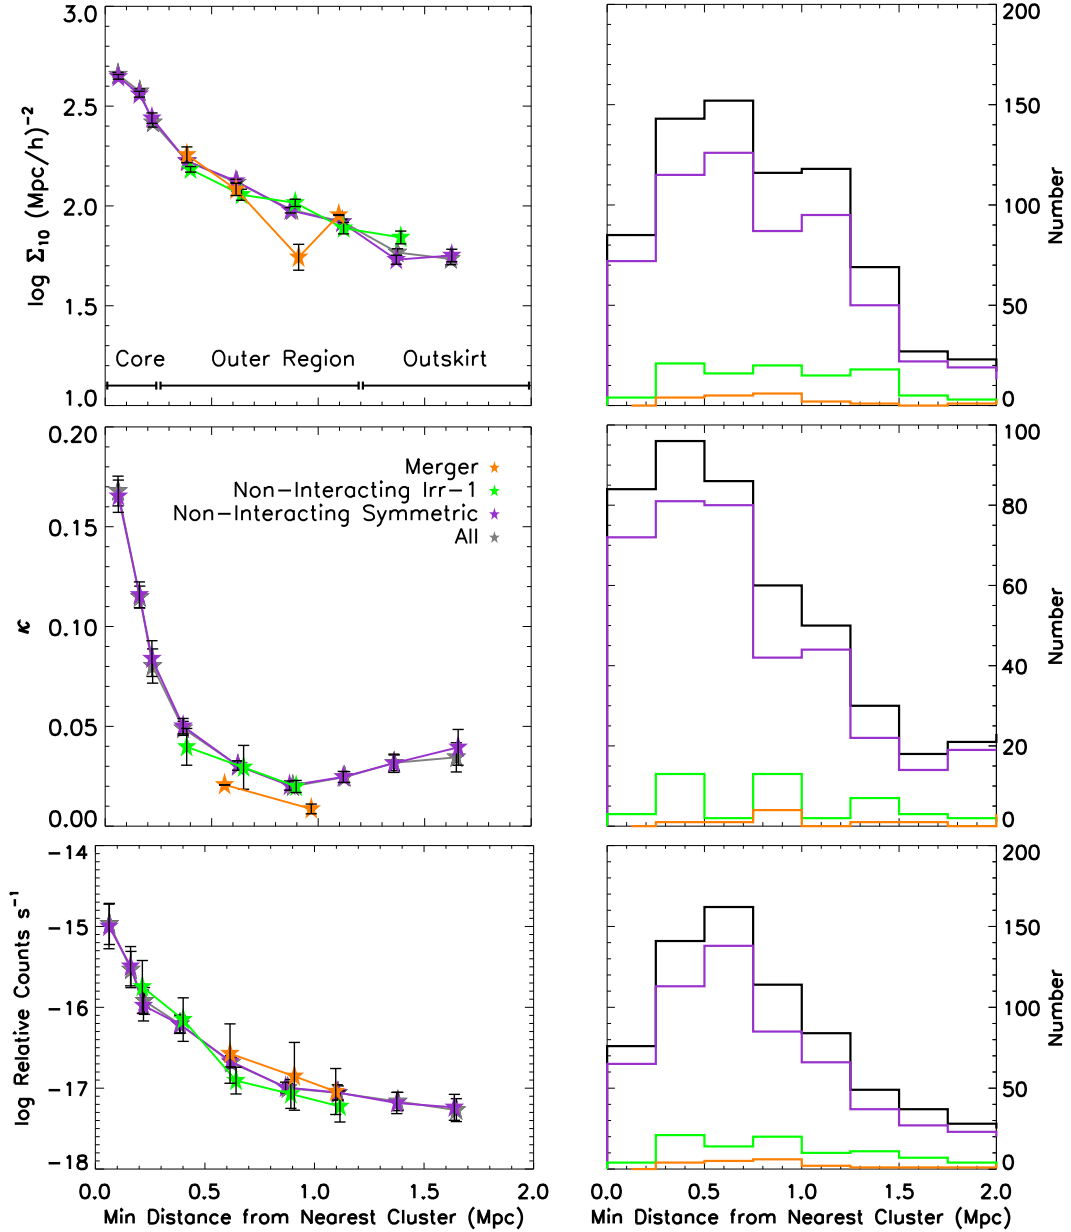 3.0
2.5
2.0
1.5
1.0
log Σ10 (Mpc/h)−2
Core
Outer Region
Outskirt
200
150
100
50
0
Number
0.20
0.15
0.10
0.05
0.00
κ
Merger
Non−Interacting Irr−1
Non−Interacting Symmetric
All
100
80
60
40
20
0
Number
−14
−15
−16
−17
−18
log Relative Counts s−1
0.0 0.5 1.0 1.5 2.0
Min Distance from Nearest Cluster (Mpc)
200
150
100
50
0
Number
0.0 0.5 1.0 1.5 2.0
Min Distance from Nearest Cluster (Mpc)